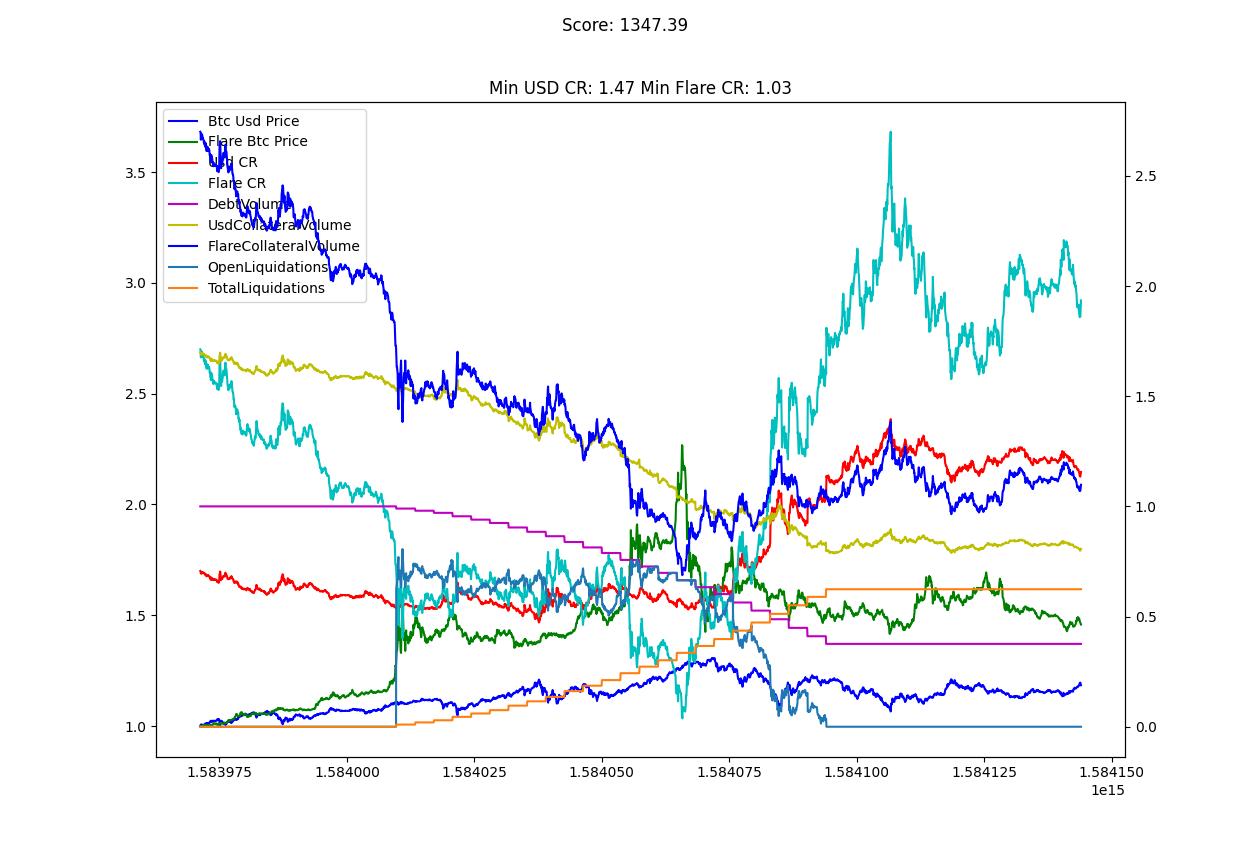 Score: 1347.39
Min USD CR: 1.47 Min Flare CR: 1.03
Btc Usd Price
Flare Btc Price
Usd CR
Flare CR
DebtVolume
UsdCollateralVolume
FlareCollateralVolume
OpenLiquidations
TotalLiquidations
3.5
3.0
2.5
2.0
1.5
1.0
2.5
2.0
1.5
1.0
0.5
0.0
1.583975 1.584000 1.584025 1.584050 1.584075 1.584100 1.584125 1.584150
1e15